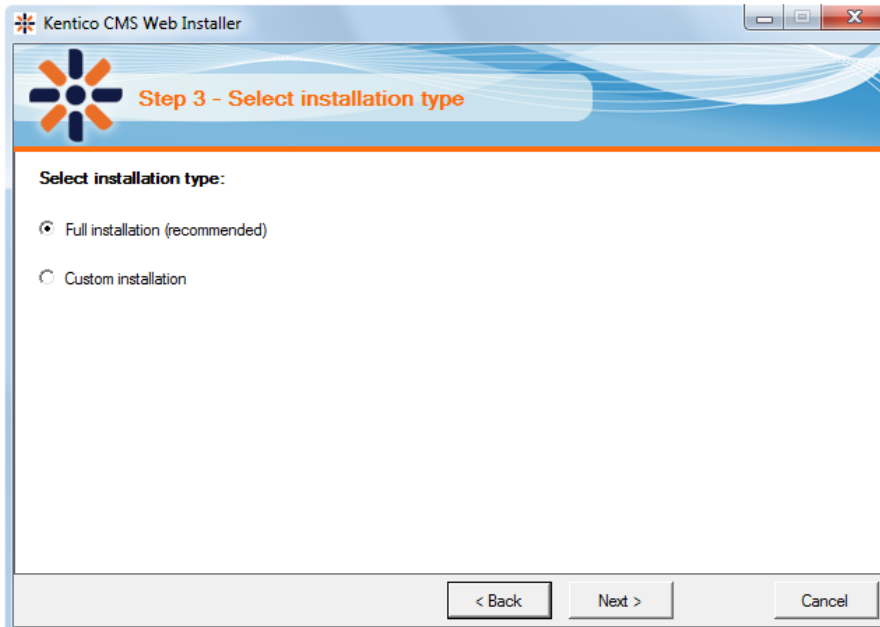 Kentico CMS Web Installer
Step 3 - Select installation type
Select installation type:
Full installation (recommended)
Custom installation
< Back Next > Cancel